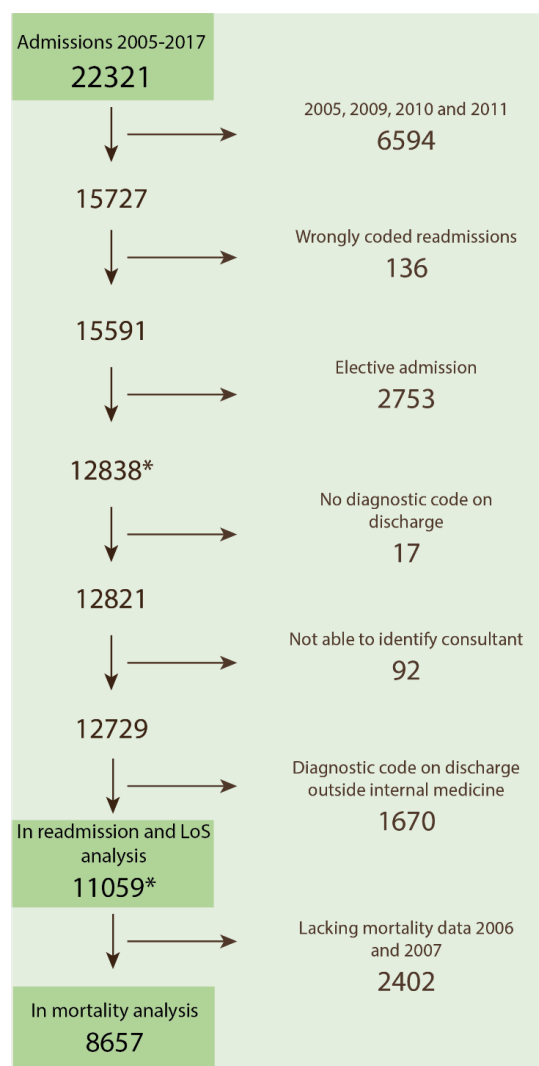 Admissions 2005-2017
22321
2005, 2009, 2010 and 2011
6594
15727
Wrongly coded readmissions
136
15591
Elective admission
2753
12838*
No diagnostic code on
discharge
17
12821
Not able to identify consultant
92
12729
Diagnostic code on discharge
outside internal medicine
1670
In readmission and LoS
analysis
11059*
Lacking mortality data 2006
and 2007
2402
In mortality analysis
8657